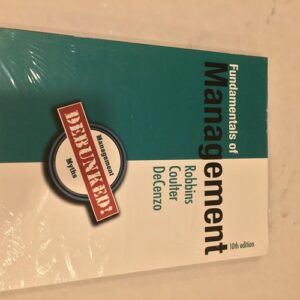 Fundamentals of
Management
10th edition
Robbins
Coulter
DeCenzo
Management
DEBUNKED!
Myths